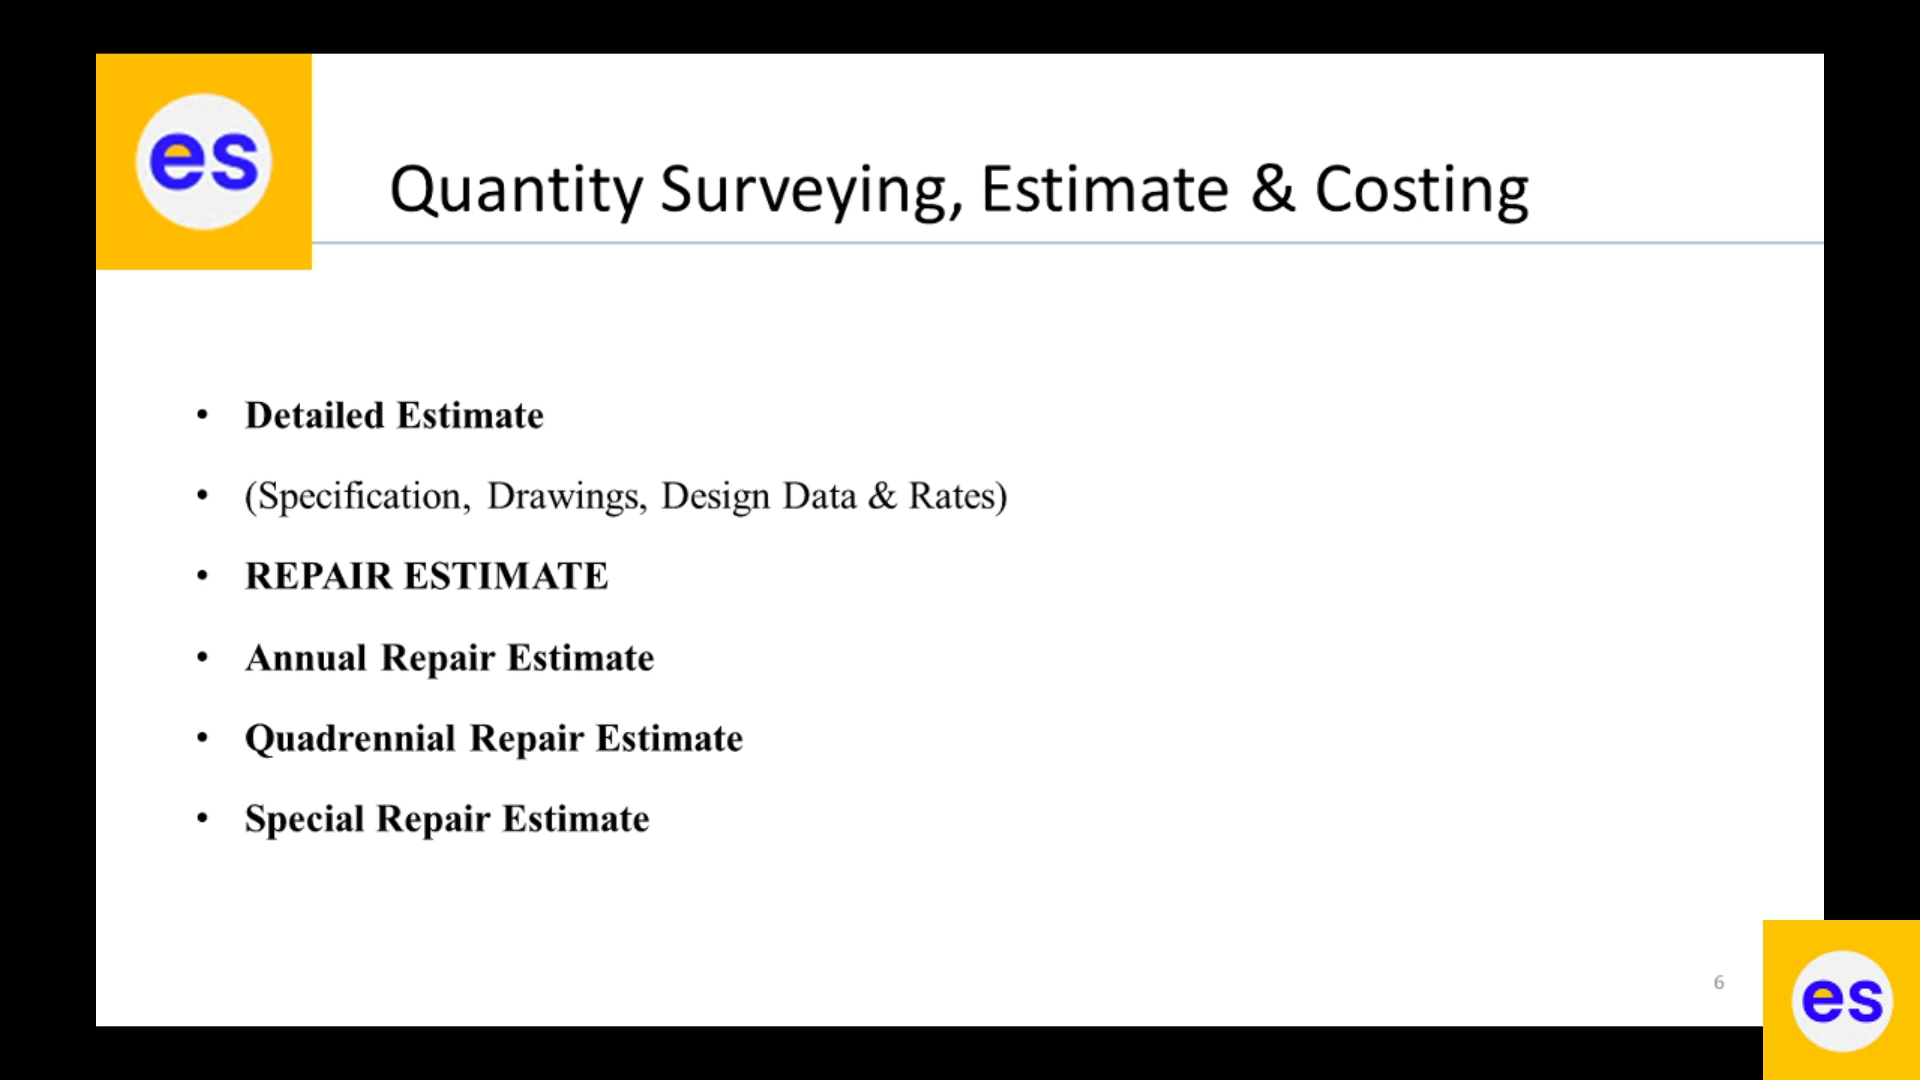 es
Quantity Surveying, Estimate & Costing
• Detailed Estimate
• (Specification, Drawings, Design Data & Rates)
• REPAIR ESTIMATE
• Annual Repair Estimate
• Quadrennial Repair Estimate
• Special Repair Estimate
6
es